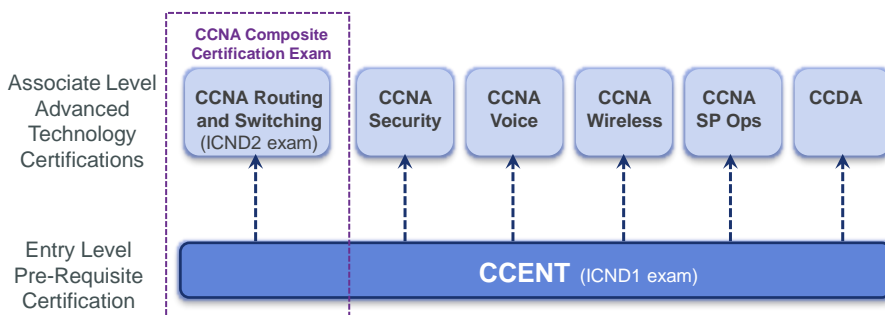 CCNA Composite
Certification Exam
Associate Level
Advanced
Technology
Certifications
CCNA Routing
and Switching
(ICND2 exam)
CCNA
Security
CCNA
Voice
CCNA
Wireless
CCNA
SP Ops
CCDA
Entry Level
Pre-Requisite
Certification
CCENT (ICND1 exam)